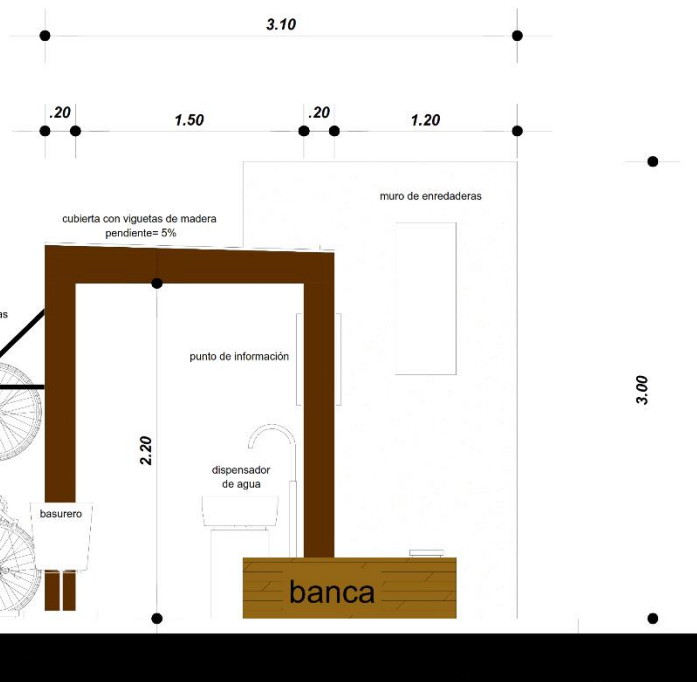 3.10
.20
1.50
.20
1.20
muro de enredaderas
cubierta con viguetas de madera
pendiente= 5%
as
punto de información
3.00
2.20
dispensador
de agua
basurero
banca